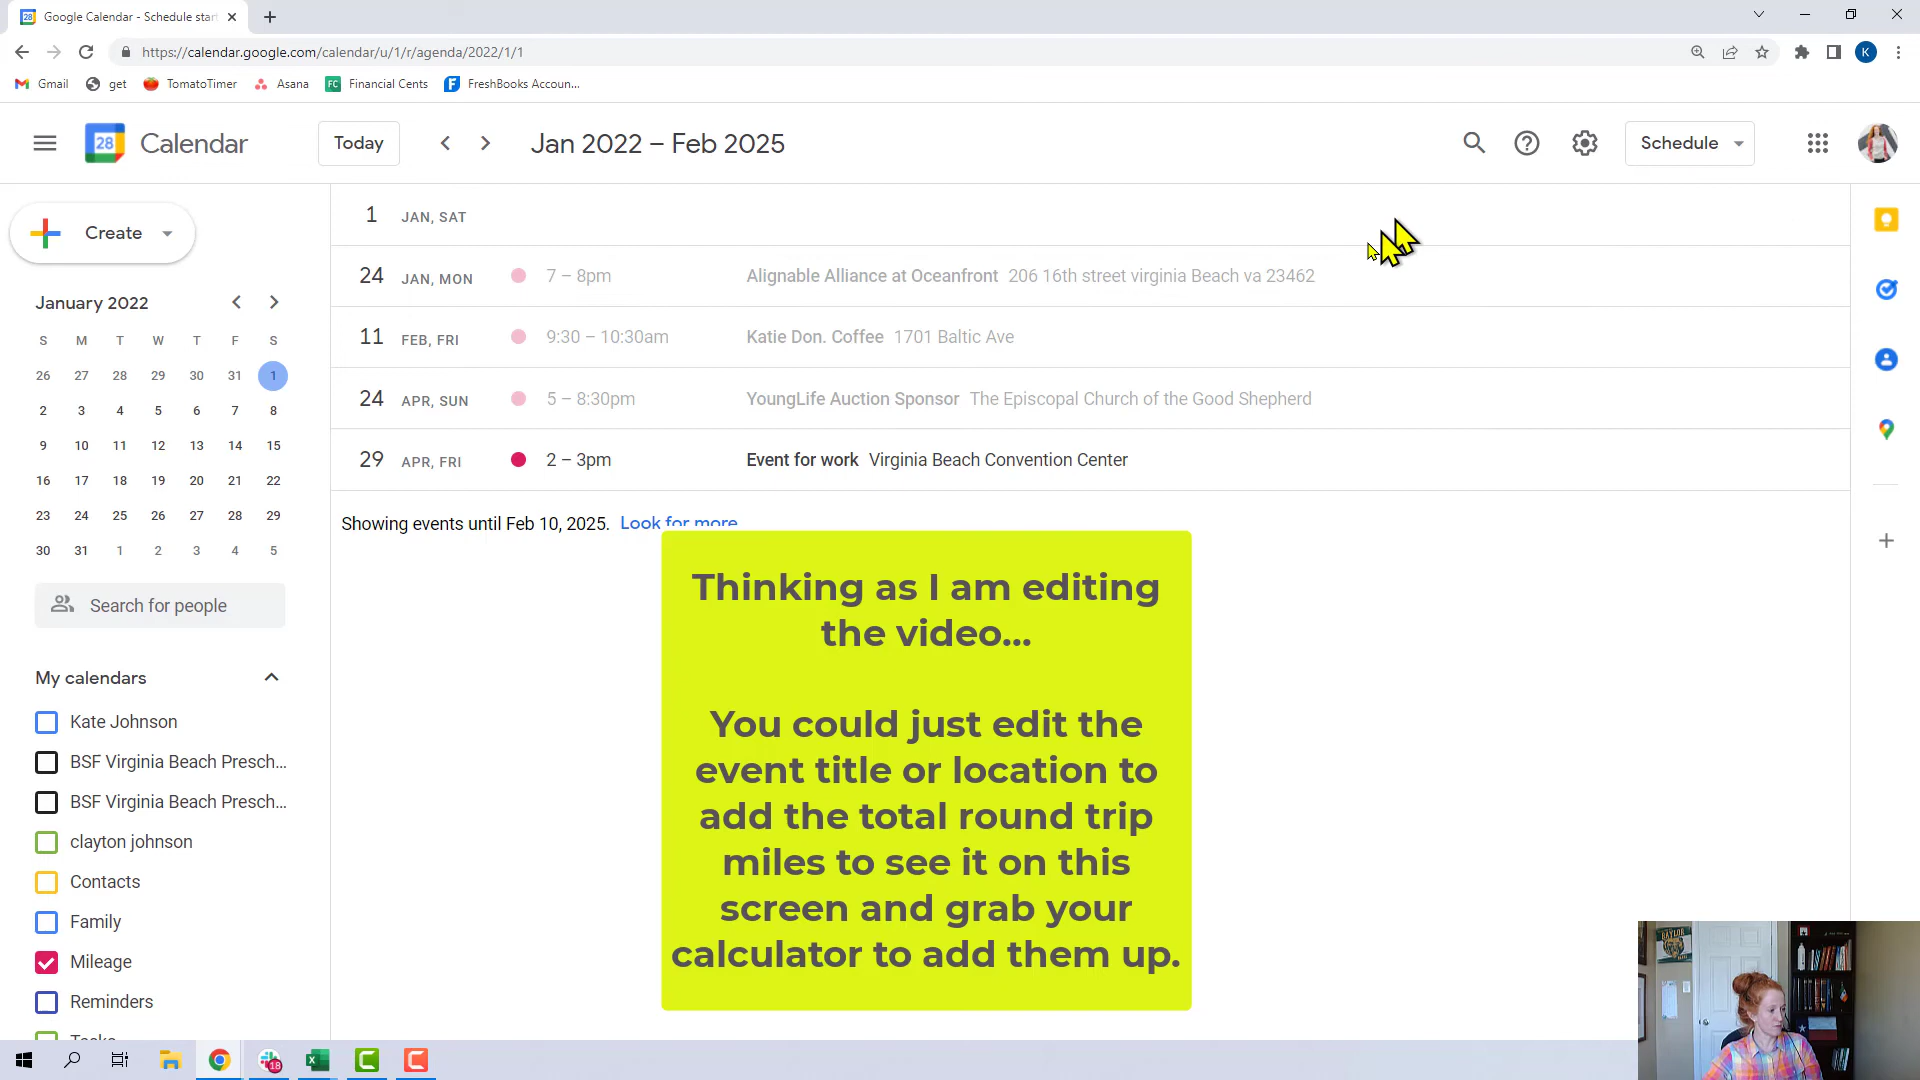 Google Calendar - Schedule start
https://calendar.google.com/calendar/u/1/r/agenda/2022/1/1
K
Gmail
get
TomatoTimer
Asana
FC Financial Cents
F FreshBooks Accoun...
28 Calendar
Today
Jan 2022 – Feb 2025
Schedule
Create
January 2022
S M T W T F S
26 27 28 29 30 31 1
2 3 4 5 6 7 8
9 10 11 12 13 14 15
16 17 18 19 20 21 22
23 24 25 26 27 28 29
30 31 1 2 3 4 5
Search for people
My calendars
Kate Johnson
BSF Virginia Beach Presch...
BSF Virginia Beach Presch...
clayton johnson
Contacts
Family
Mileage
Reminders
Tasks
1 JAN, SAT
24 JAN, MON 7 – 8pm Alignable Alliance at Oceanfront 206 16th street virginia Beach va 23462
11 FEB, FRI 9:30 – 10:30am Katie Don. Coffee 1701 Baltic Ave
24 APR, SUN 5 – 8:30pm YoungLife Auction Sponsor The Episcopal Church of the Good Shepherd
29 APR, FRI 2 – 3pm Event for work Virginia Beach Convention Center
Showing events until Feb 10, 2025. Look for more
Thinking as I am editing
the video...
You could just edit the
event title or location to
add the total round trip
miles to see it on this
screen and grab your
calculator to add them up.
BAYLOR
18